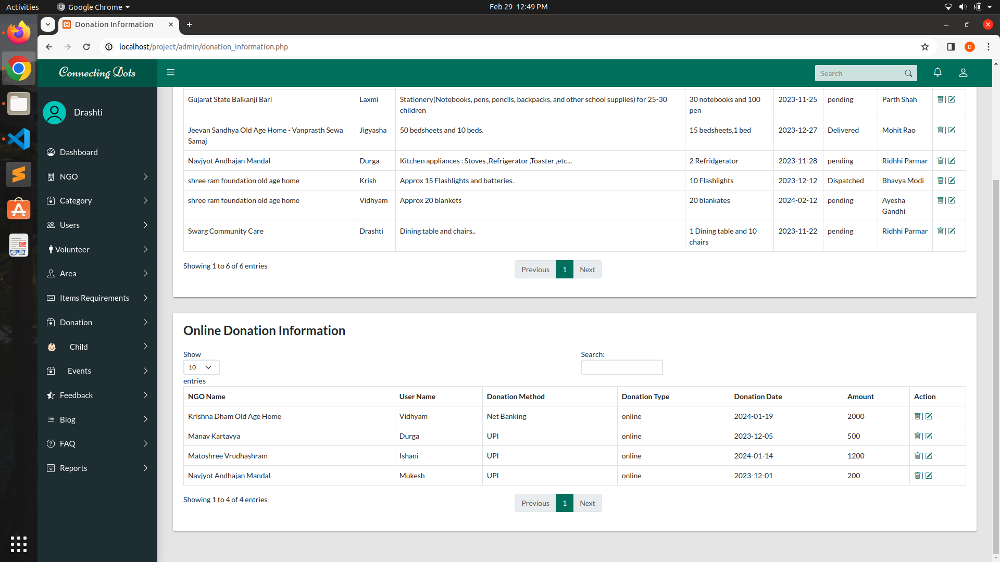 Activities Google Chrome Feb 29 12:49 PM
Donation Information
localhost/project/admin/donation_information.php
D
Connecting Dots
Search
Drashti
Dashboard
NGO
Category
Users
Volunteer
Area
Items Requirements
Donation
Child
Events
Feedback
Blog
FAQ
Reports
Gujarat State Balkanji Bari Laxmi Stationery(Notebooks, pens, pencils, backpacks, and other school supplies) for 25-30 30 notebooks and 100 2023-11-25 pending Parth Shah |
children pen
Jeevan Sandhya Old Age Home - Vanprasth Sewa Jigyasha 50 bedsheets and 10 beds. 15 bedsheets,1 bed 2023-12-27 Delivered Mohit Rao |
Samaj
Navjyot Andhajan Mandal Durga Kitchen appliances : Stoves ,Refrigerator ,Toaster ,etc... 2 Refridgerator 2023-11-28 pending Ridhhi Parmar |
shree ram foundation old age home Krish Approx 15 Flashlights and batteries. 10 Flashlights 2023-12-12 Dispatched Bhavya Modi |
shree ram foundation old age home Vidhyam Approx 20 blankets 20 blankates 2024-02-12 pending Ayesha |
Gandhi
Swarg Community Care Drashti Dining table and chairs.. 1 Dining table and 10 2023-11-22 pending Ridhhi Parmar |
chairs
Showing 1 to 6 of 6 entries Previous 1 Next
Online Donation Information
Show Search:
10
entries
NGO Name User Name Donation Method Donation Type Donation Date Amount Action
Krishna Dham Old Age Home Vidhyam Net Banking online 2024-01-19 2000 |
Manav Kartavya Durga UPI online 2023-12-05 500 |
Matoshree Vrudhashram Ishani UPI online 2024-01-14 1200 |
Navjyot Andhajan Mandal Mukesh UPI online 2023-12-01 200 |
Showing 1 to 4 of 4 entries Previous 1 Next